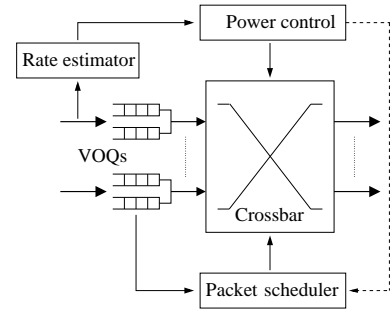 Power control
Rate estimator
VOQs
Crossbar
Packet scheduler